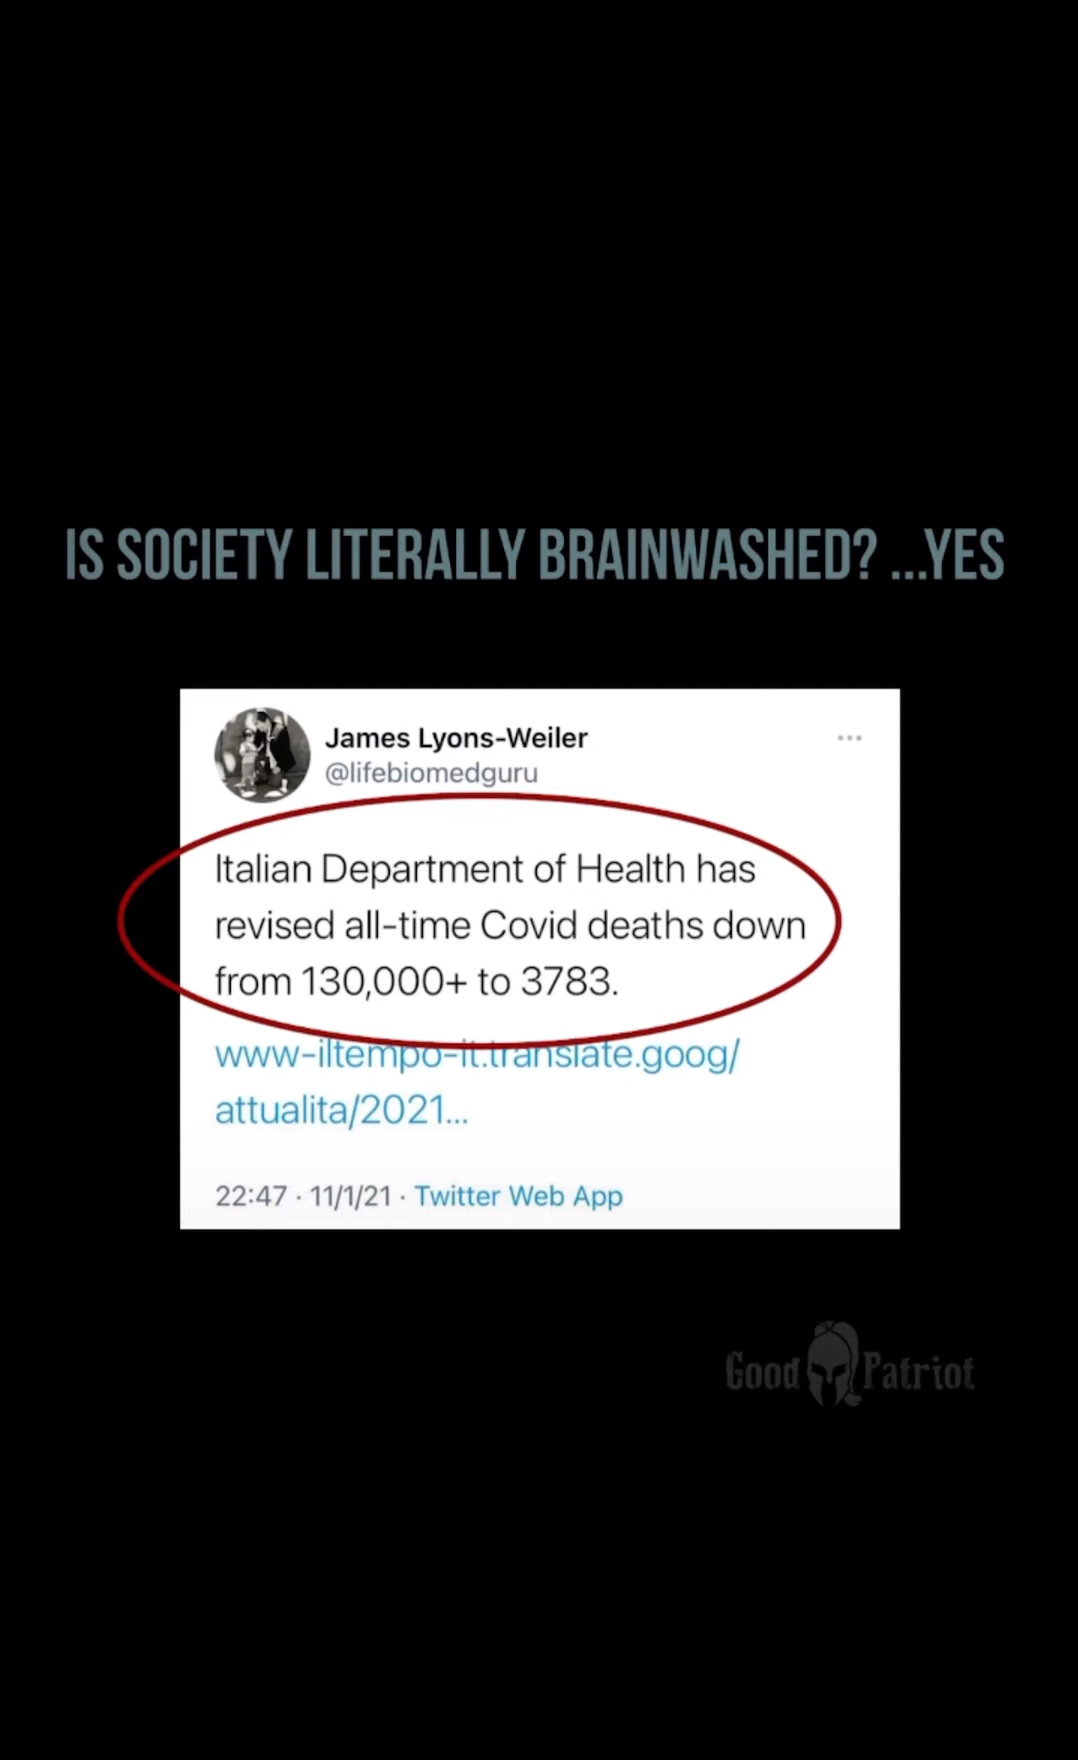 IS SOCIETY LITERALLY BRAINWASHED? ...YES
James Lyons-Weiler
@lifebiomedguru
Italian Department of Health has
revised all-time Covid deaths down
from 130,000+ to 3783.
www-iltempo-it.translate.goog/
attualita/2021...
22:47 · 11/1/21 · Twitter Web App
Good Patriot